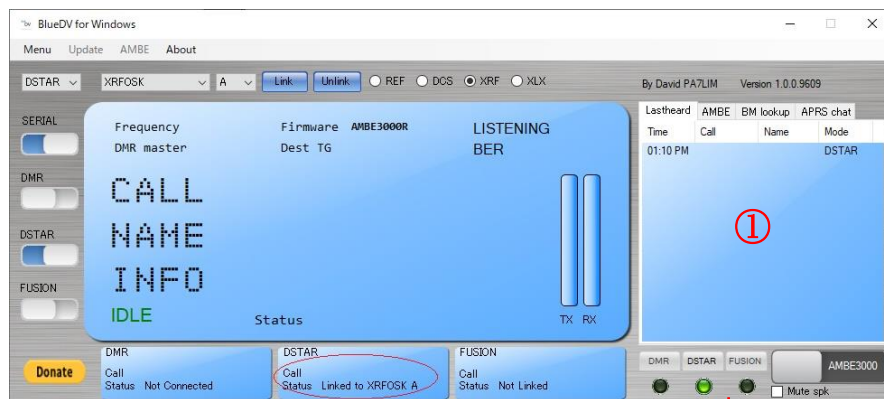 BlueDV for Windows
Menu Update AMBE About
DSTAR XRFOSK A Link Unlink REF DCS XRF XLX
By David PA7LIM Version 1.0.0.9609
SERIAL
DMR
DSTAR
FUSION
Donate
Frequency Firmware AMBE3000R LISTENING
DMR master Dest TG BER
CALL
NAME
INFO
IDLE Status TX RX
Lastheard AMBE BM lookup APRS chat
Time Call Name Mode
01:10 PM DSTAR
①
DMR
Call
Status Not Connected
DSTAR
Call
Status Linked to XRFOSK A
FUSION
Call
Status Not Linked
DMR DSTAR FUSION AMBE3000
Mute spk